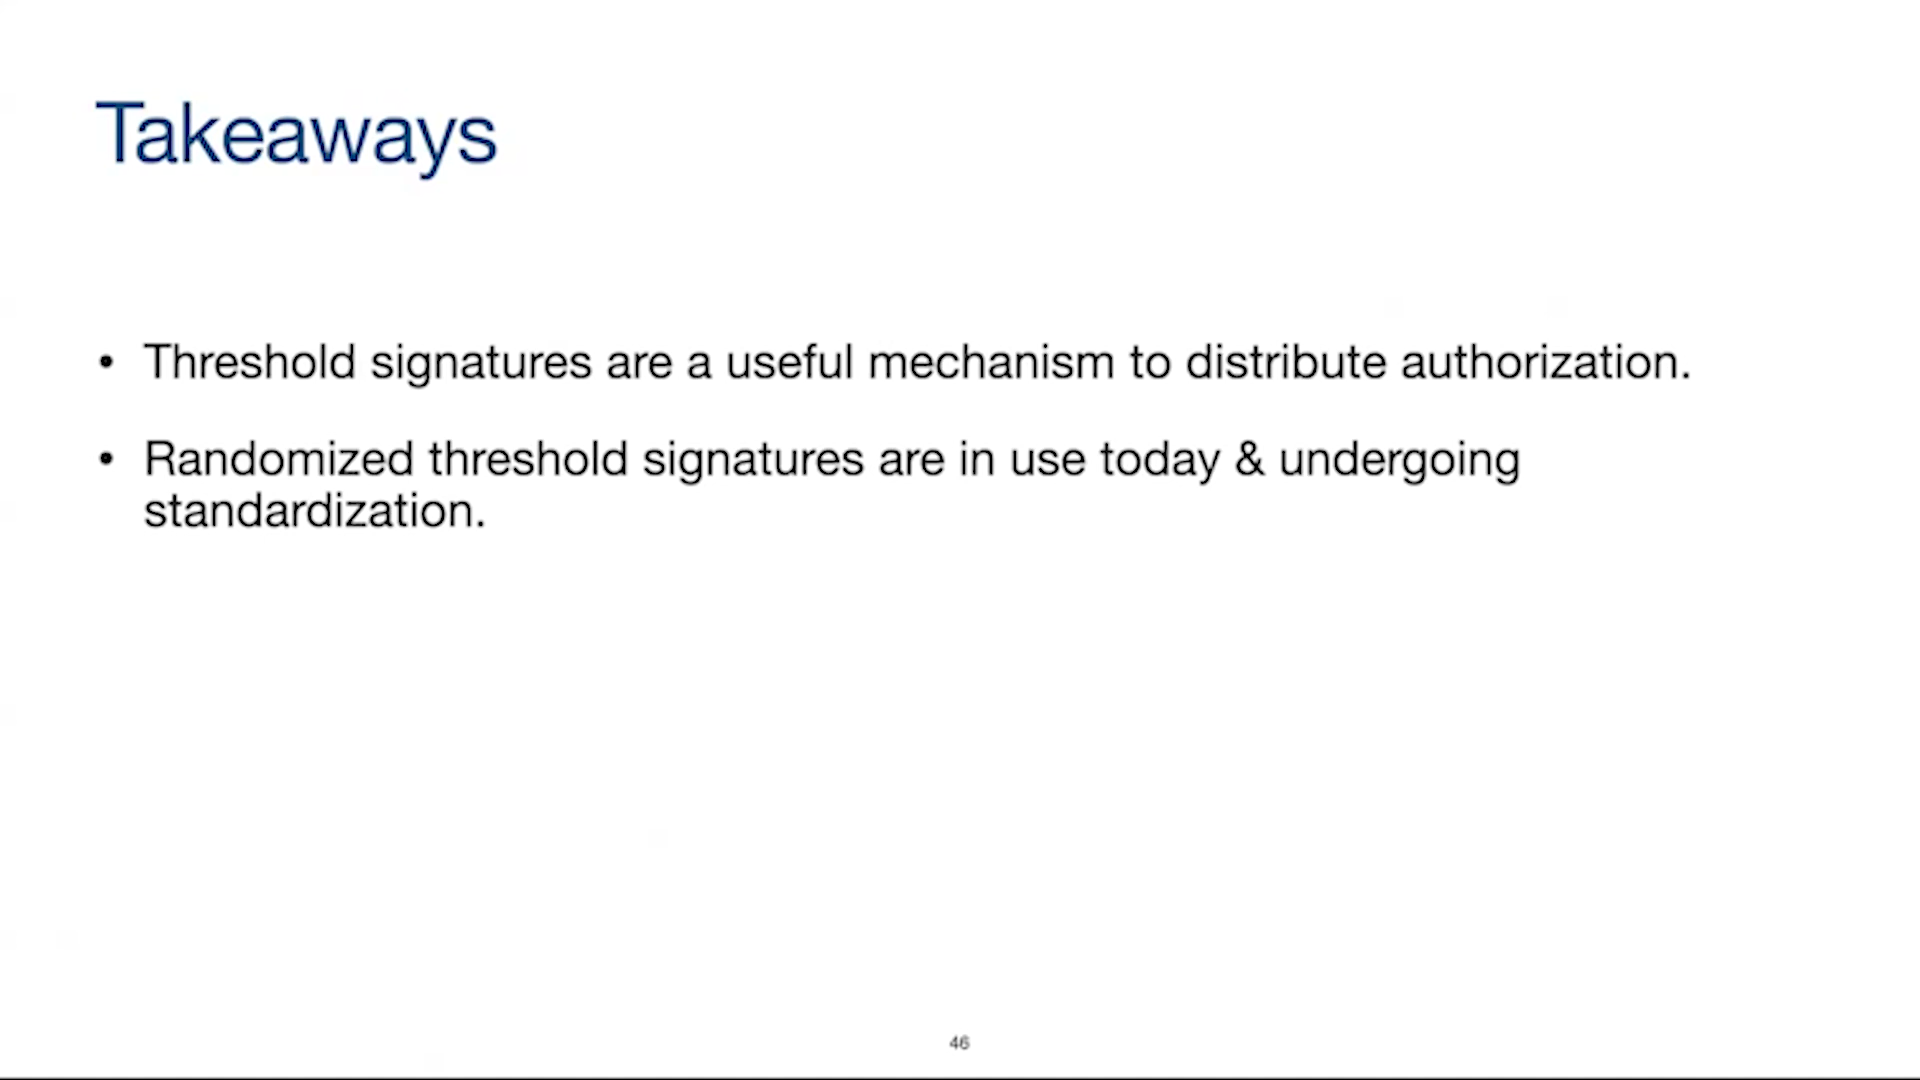 Takeaways
• Threshold signatures are a useful mechanism to distribute authorization.
• Randomized threshold signatures are in use today & undergoing
standardization.
46